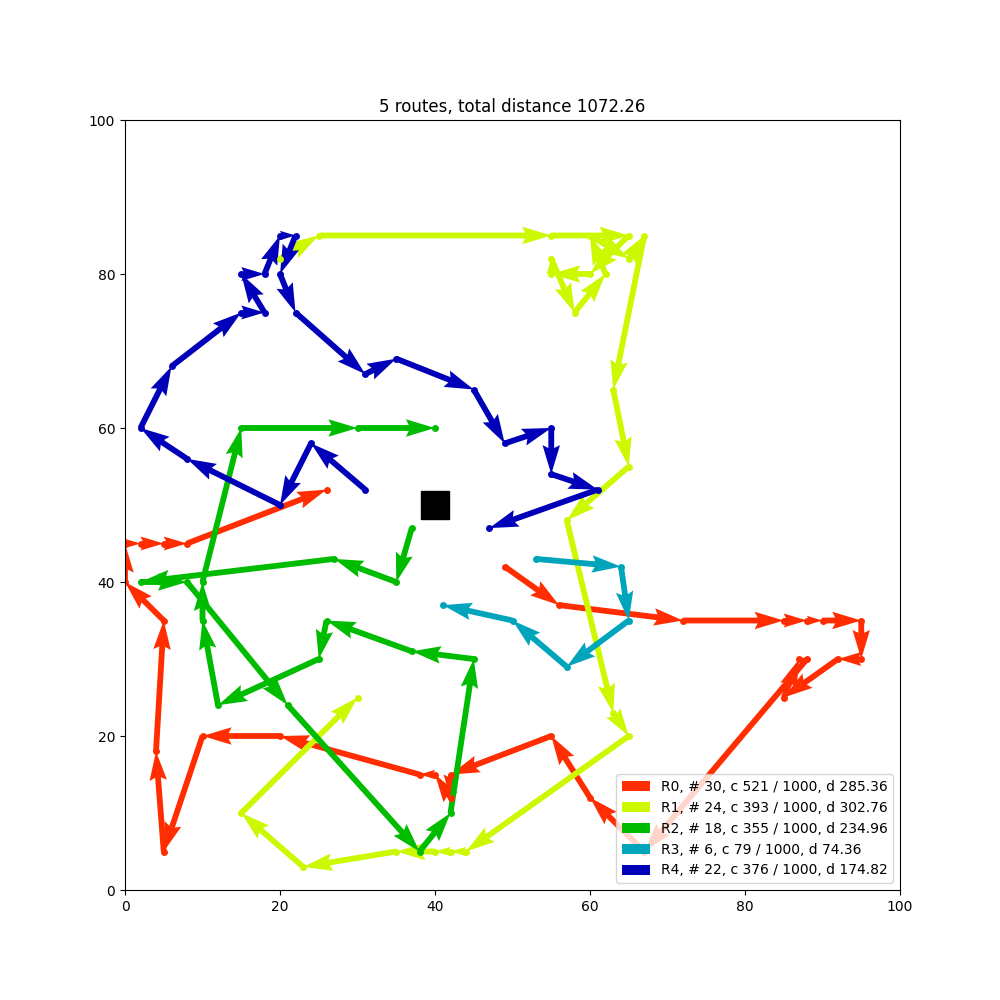 5 routes, total distance 1072.26
100
80
60
40
20
0
0 20 40 60 80 100
R0, # 30, c 521 / 1000, d 285.36
R1, # 24, c 393 / 1000, d 302.76
R2, # 18, c 355 / 1000, d 234.96
R3, # 6, c 79 / 1000, d 74.36
R4, # 22, c 376 / 1000, d 174.82